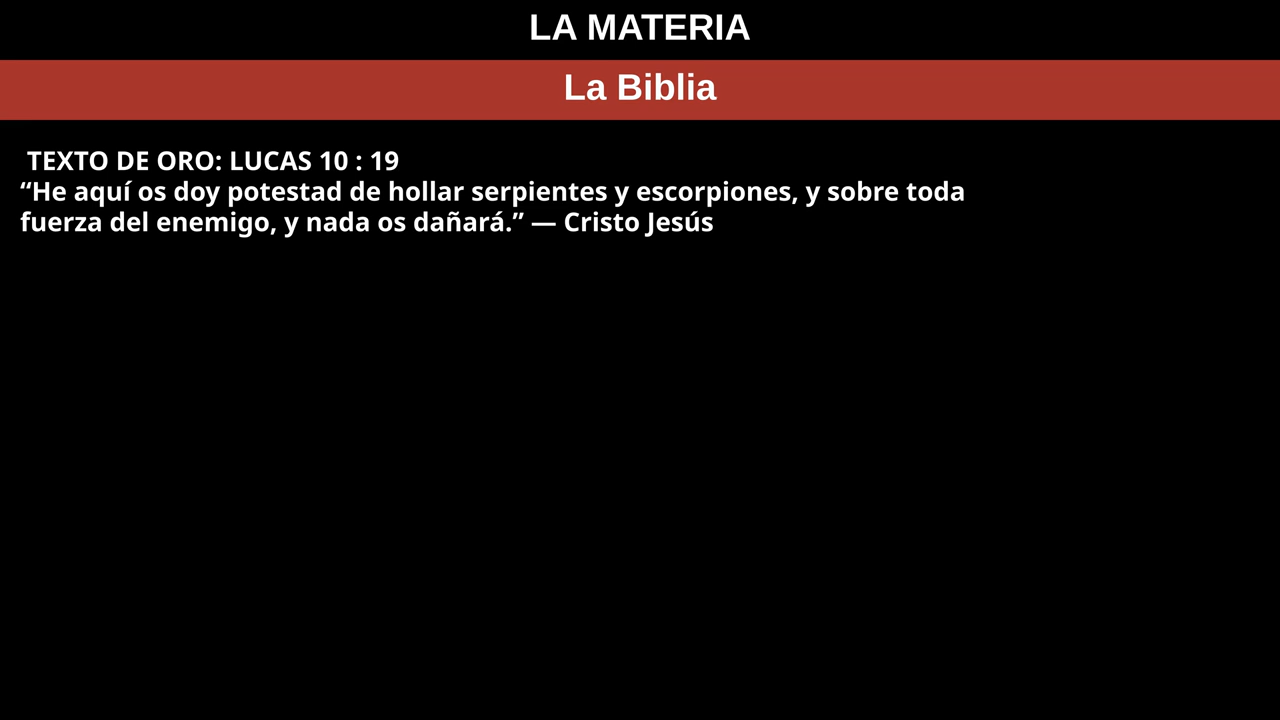 LA MATERIA
La Biblia
TEXTO DE ORO: LUCAS 10 : 19
“He aquí os doy potestad de hollar serpientes y escorpiones, y sobre toda
fuerza del enemigo, y nada os dañará.” — Cristo Jesús